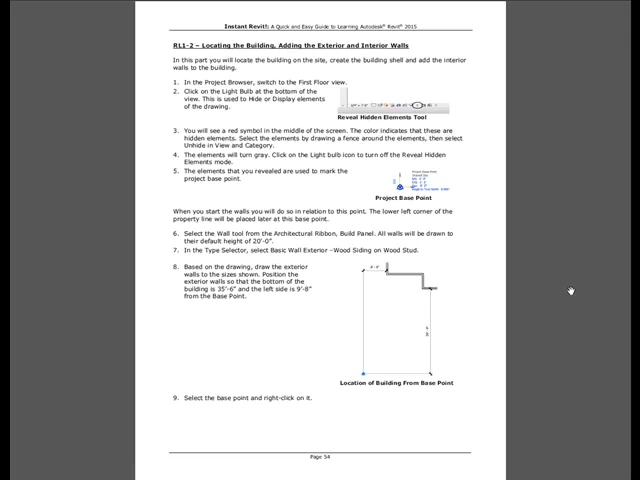 Instant Revit!: A Quick and Easy Guide to Learning Autodesk® Revit® 2015
RL1-2 – Locating the Building, Adding the Exterior and Interior Walls
In this part you will locate the building on the site, create the building shell and add the interior
walls to the building.
1. In the Project Browser, switch to the First Floor view.
2. Click on the Light Bulb at the bottom of the
view. This is used to Hide or Display elements
of the drawing.
Reveal Hidden Elements Tool
3. You will see a red symbol in the middle of the screen. The color indicates that these are
hidden elements. Select the elements by drawing a fence around the elements, then select
Unhide in View and Category.
4. The elements will turn gray. Click on the Light bulb icon to turn off the Reveal Hidden
Elements mode.
5. The elements that you revealed are used to mark the
project base point.
Project Base Point
When you start the walls you will do so in relation to this point. The lower left corner of the
property line will be placed later at this base point.
6. Select the Wall tool from the Architectural Ribbon, Build Panel. All walls will be drawn to
their default height of 20'-0".
7. In the Type Selector, select Basic Wall Exterior –Wood Siding on Wood Stud.
8. Based on the drawing, draw the exterior
walls to the sizes shown. Position the
exterior walls so that the bottom of the
building is 35'-6" and the left side is 9'-8"
from the Base Point.
Location of Building From Base Point
9. Select the base point and right-click on it.
Page 54